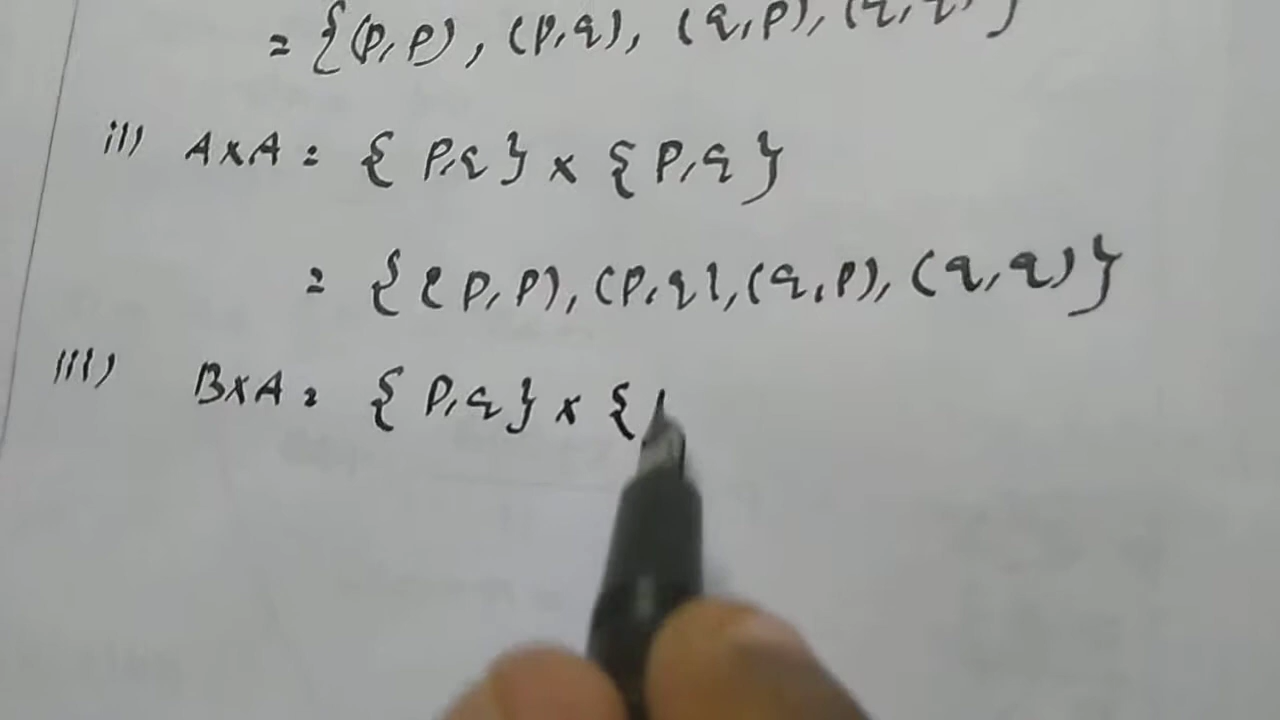 = {(p,p), (p,q), (q,p), (q,q)}
ii) A×A = {p,q} × {p,q}
= {(p,p), (p,q), (q,p), (q,q)}
iii) B×A = {p,q} × {